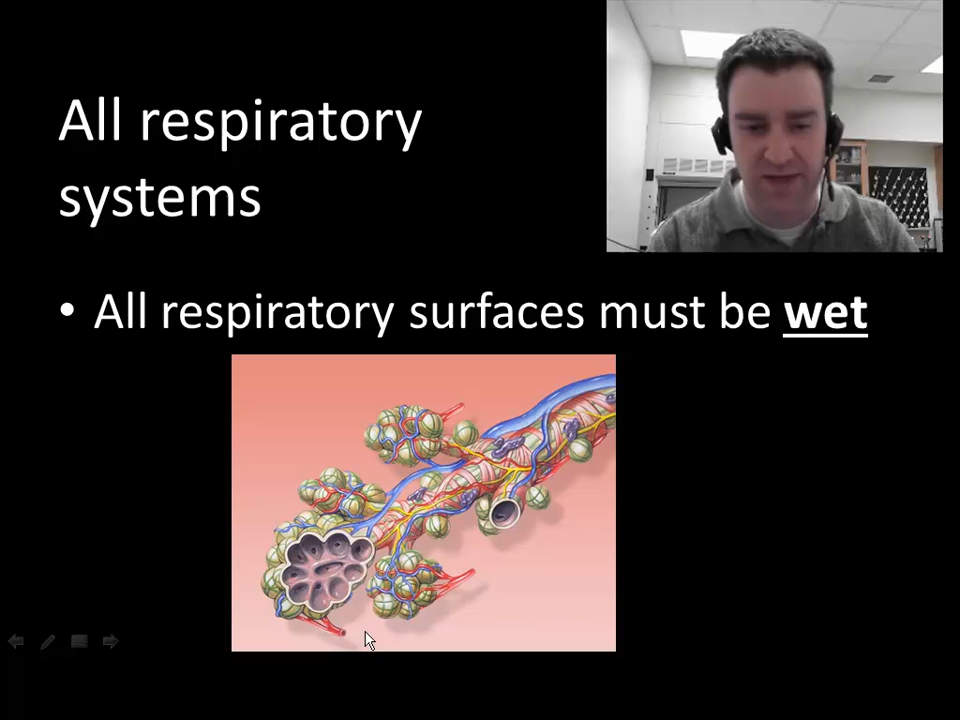 All respiratory
systems
• All respiratory surfaces must be wet